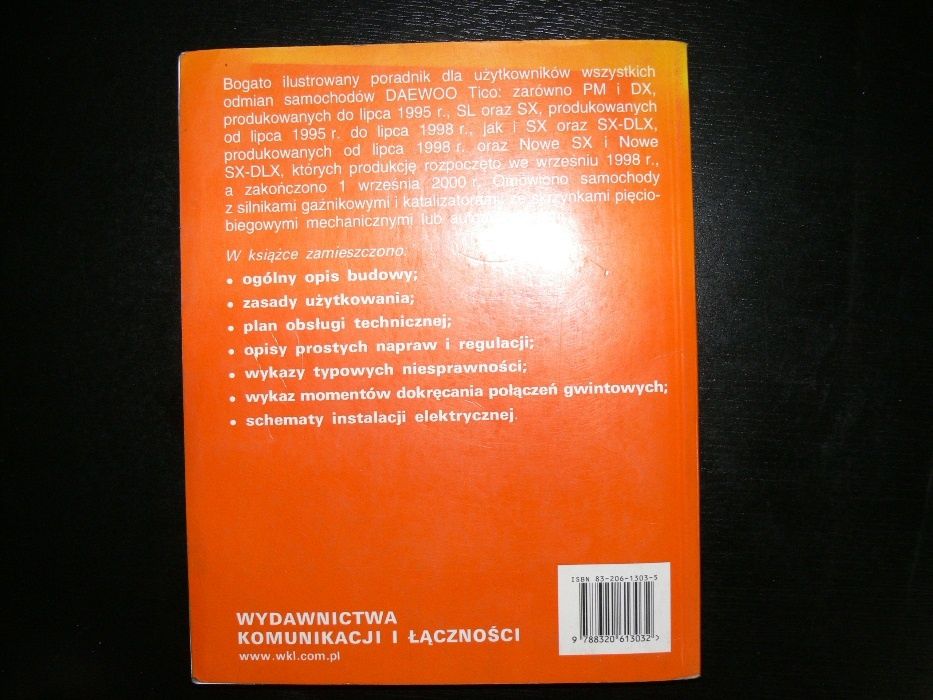 Bogato ilustrowany poradnik dla użytkowników wszystkich
odmian samochodów DAEWOO Tico: zarówno PM i DX,
produkowanych do lipca 1995 r., SL oraz SX, produkowanych
od lipca 1995 r. do lipca 1998 r., jak i SX oraz SX-DLX,
produkowanych od lipca 1998 r. oraz Nowe SX i Nowe
SX-DLX, których produkcję rozpoczęto we wrześniu 1998 r.,
a zakończono 1 września 2000 r. Omówiono samochody
z silnikami gaźnikowymi i katalizatorami, ze skrzynkami pięcio-
biegowymi mechanicznymi lub
W książce zamieszczono:
• ogólny opis budowy;
• zasady użytkowania;
• plan obsługi technicznej;
• opisy prostych napraw i regulacji;
• wykazy typowych niesprawności;
• wykaz momentów dokręcania połączeń gwintowych;
• schematy instalacji elektrycznej.
ISBN 83-206-1303-5
9 788320 613032 >
WYDAWNICTWA
KOMUNIKACJI I ŁĄCZNOŚCI
www.wkl.com.pl